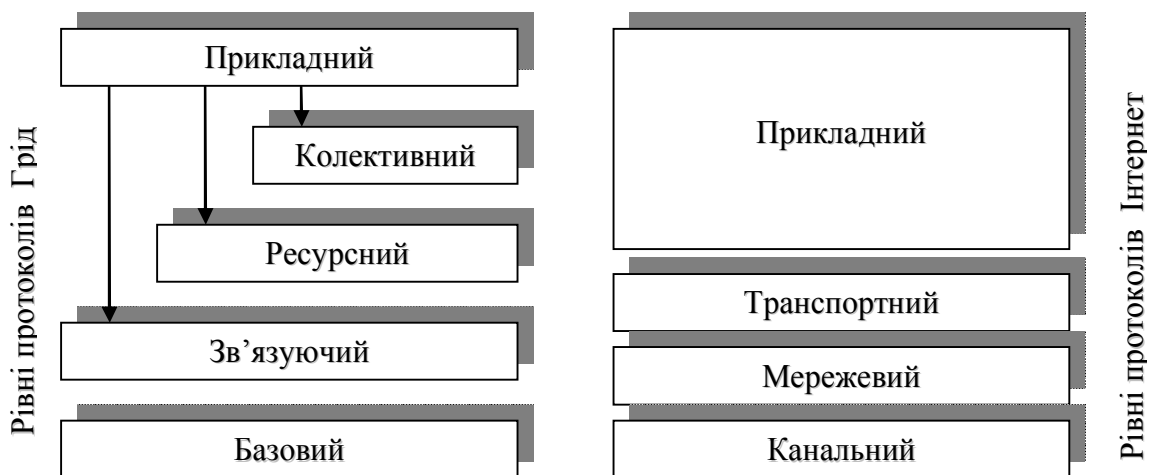 Рівні протоколів Грід
Прикладний
Колективний
Ресурсний
Зв’язуючий
Базовий
Прикладний
Транспортний
Мережевий
Канальний
Рівні протоколів Інтернет